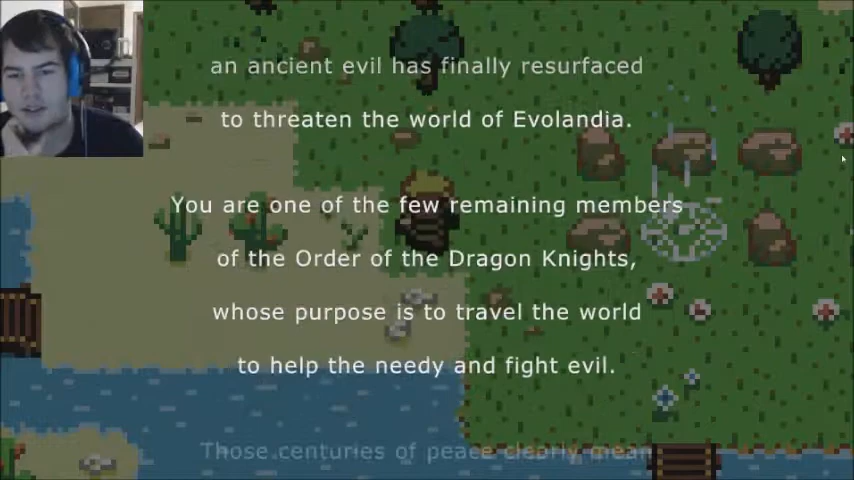 an ancient evil has finally resurfaced
to threaten the world of Evolandia.
You are one of the few remaining members
of the Order of the Dragon Knights,
whose purpose is to travel the world
to help the needy and fight evil.
Those centuries of peace clearly mean